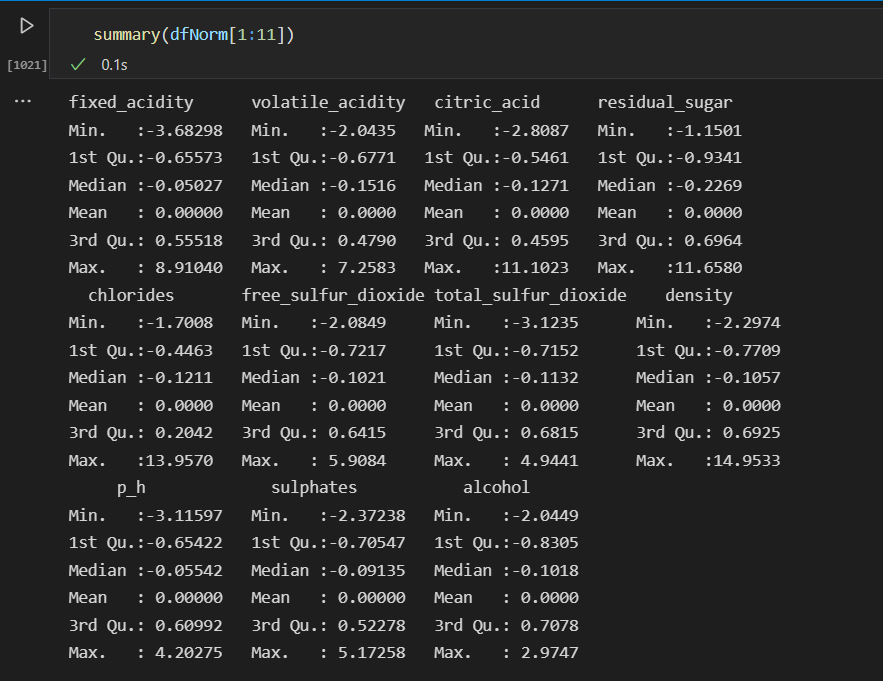 summary(dfNorm[1:11])
[1021] ✓ 0.1s
...
fixed_acidity volatile_acidity citric_acid residual_sugar
Min. :-3.68298 Min. :-2.0435 Min. :-2.8087 Min. :-1.1501
1st Qu.:-0.65573 1st Qu.:-0.6771 1st Qu.:-0.5461 1st Qu.:-0.9341
Median :-0.05027 Median :-0.1516 Median :-0.1271 Median :-0.2269
Mean : 0.00000 Mean : 0.0000 Mean : 0.0000 Mean : 0.0000
3rd Qu.: 0.55518 3rd Qu.: 0.4790 3rd Qu.: 0.4595 3rd Qu.: 0.6964
Max. : 8.91040 Max. : 7.2583 Max. :11.1023 Max. :11.6580
chlorides free_sulfur_dioxide total_sulfur_dioxide density
Min. :-1.7008 Min. :-2.0849 Min. :-3.1235 Min. :-2.2974
1st Qu.:-0.4463 1st Qu.:-0.7217 1st Qu.:-0.7152 1st Qu.:-0.7709
Median :-0.1211 Median :-0.1021 Median :-0.1132 Median :-0.1057
Mean : 0.0000 Mean : 0.0000 Mean : 0.0000 Mean : 0.0000
3rd Qu.: 0.2042 3rd Qu.: 0.6415 3rd Qu.: 0.6815 3rd Qu.: 0.6925
Max. :13.9570 Max. : 5.9084 Max. : 4.9441 Max. :14.9533
p_h sulphates alcohol
Min. :-3.11597 Min. :-2.37238 Min. :-2.0449
1st Qu.:-0.65422 1st Qu.:-0.70547 1st Qu.:-0.8305
Median :-0.05542 Median :-0.09135 Median :-0.1018
Mean : 0.00000 Mean : 0.00000 Mean : 0.0000
3rd Qu.: 0.60992 3rd Qu.: 0.52278 3rd Qu.: 0.7078
Max. : 4.20275 Max. : 5.17258 Max. : 2.9747